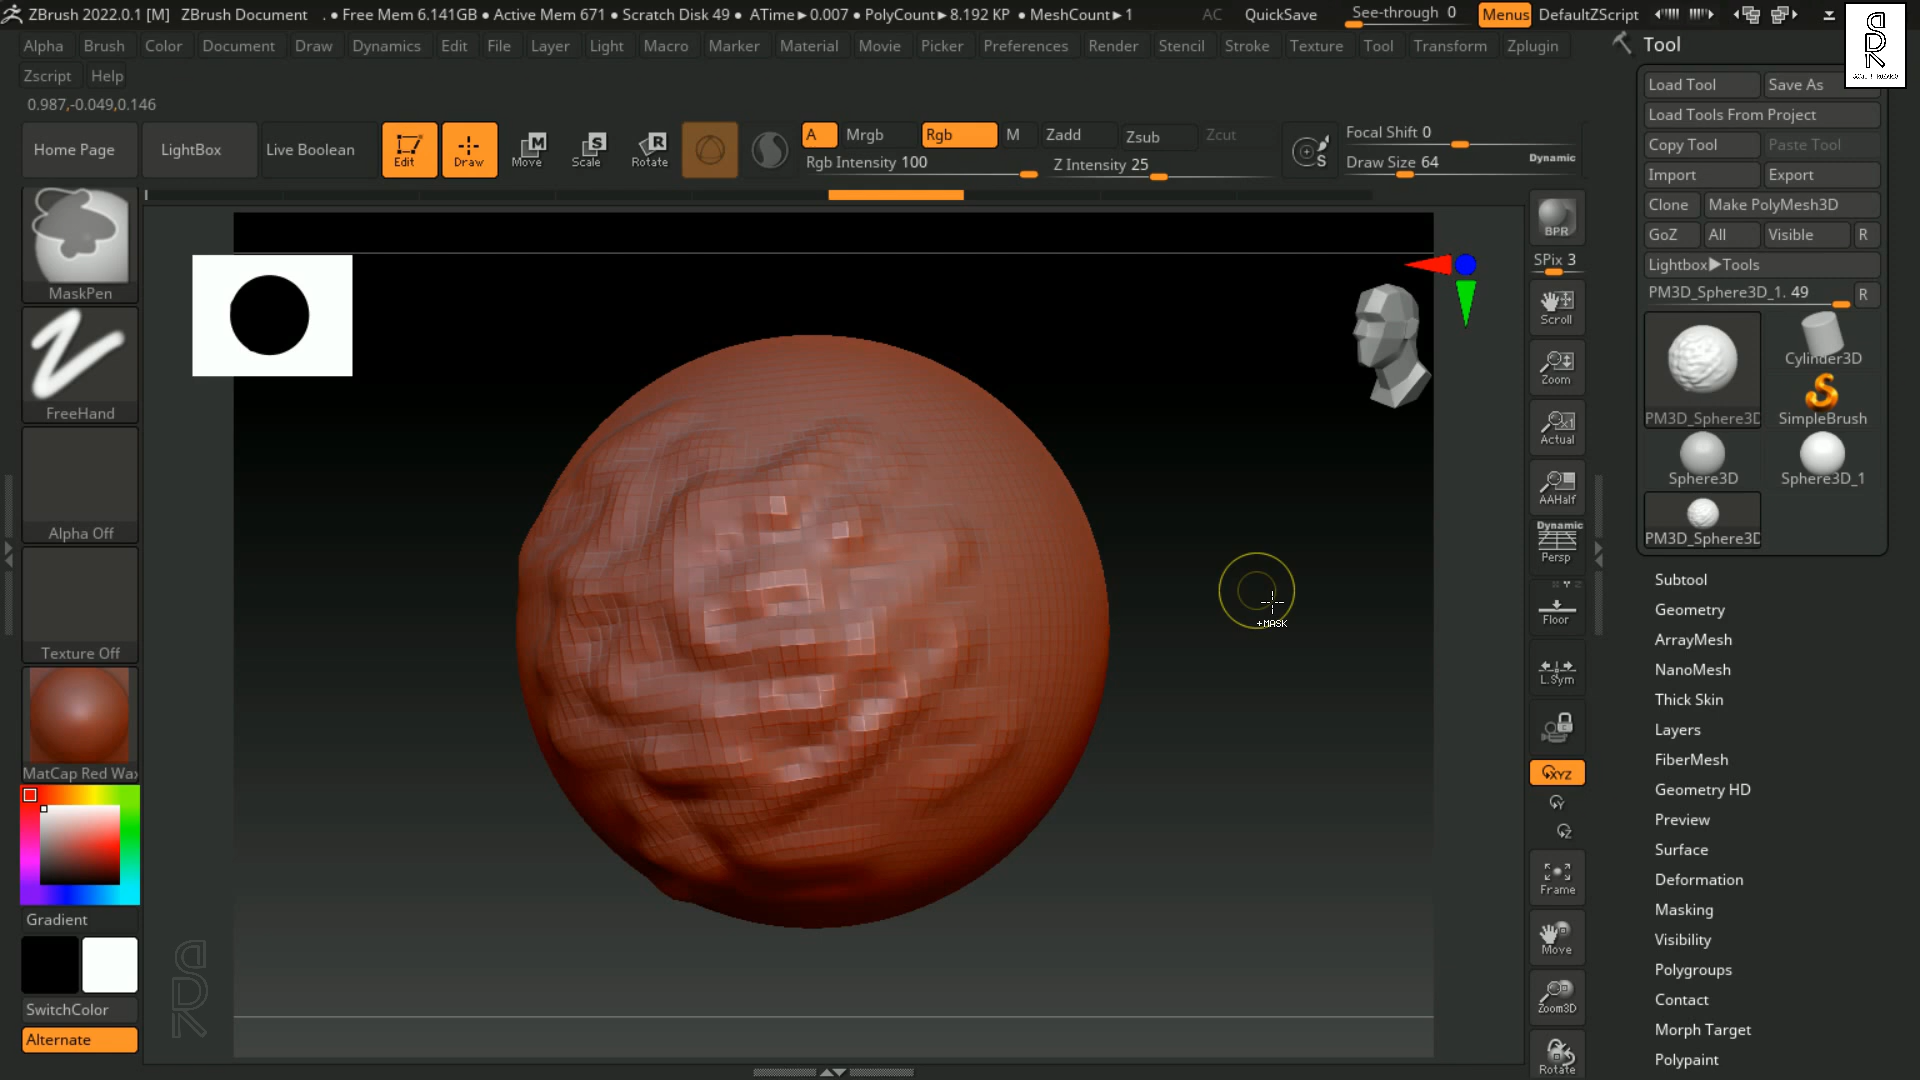 ZBrush 2022.0.1 [M] ZBrush Document . ● Free Mem 6.141GB ● Active Mem 671 ● Scratch Disk 49 ● ATime►0.007 ● PolyCount►8.192 KP ● MeshCount►1 AC QuickSave See-through 0 Menus DefaultZScript
Alpha Brush Color Document Draw Dynamics Edit File Layer Light Macro Marker Material Movie Picker Preferences Render Stencil Stroke Texture Tool Transform Zplugin
Zscript Help
0.987,-0.049,0.146
Home Page LightBox Live Boolean Edit Draw Move Scale Rotate
M S R
A Mrgb Rgb M Zadd Zsub Zcut
Rgb Intensity 100 Z Intensity 25
S
Focal Shift 0
Draw Size 64 Dynamic
MaskPen
FreeHand
Alpha Off
Texture Off
MatCap Red Wax
Gradient
SwitchColor
Alternate
+MASK
SDR
BPR
SPix 3
Scroll
Zoom
Actual
AAHalf
Dynamic
Persp
Floor
L.Sym
XYZ
Y
Z
Frame
Move
Zoom3D
Rotate
Tool
Load Tool Save As
Load Tools From Project
Copy Tool Paste Tool
Import Export
Clone Make PolyMesh3D
GoZ All Visible R
Lightbox►Tools
PM3D_Sphere3D_1. 49 R
PM3D_Sphere3D Cylinder3D
SimpleBrush
Sphere3D Sphere3D_1
PM3D_Sphere3D
Subtool
Geometry
ArrayMesh
NanoMesh
Thick Skin
Layers
FiberMesh
Geometry HD
Preview
Surface
Deformation
Masking
Visibility
Polygroups
Contact
Morph Target
Polypaint
SDR